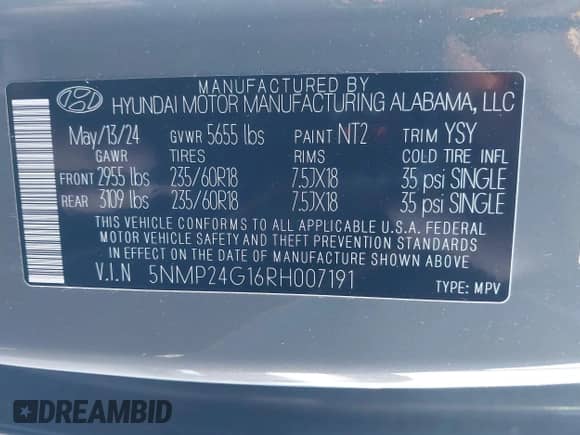 MANUFACTURED BY
HYUNDAI MOTOR MANUFACTURING ALABAMA, LLC
May/13/24 GVWR 5655 lbs PAINT NT2 TRIM YSY
GAWR TIRES RIMS COLD TIRE INFL
FRONT 2955 lbs 235/60R18 7.5JX18 35 psi SINGLE
REAR 3109 lbs 235/60R18 7.5JX18 35 psi SINGLE
THIS VEHICLE CONFORMS TO ALL APPLICABLE U.S.A. FEDERAL
MOTOR VEHICLE SAFETY AND THEFT PREVENTION STANDARDS
IN EFFECT ON THE DATE OF MANUFACTURE SHOWN ABOVE
V.I.N 5NMP24G16RH007191
TYPE: MPV
DREAMBID